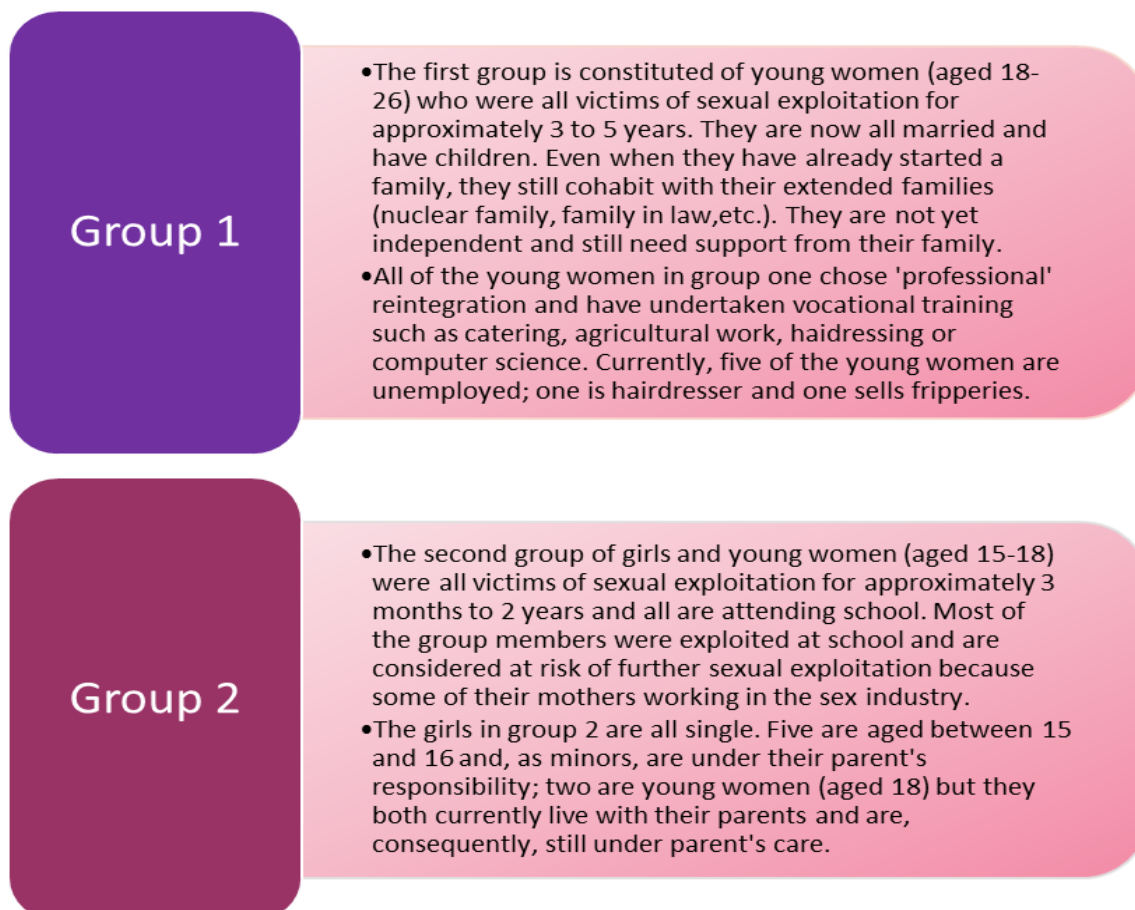 Group 1
•The first group is constituted of young women (aged 18-
26) who were all victims of sexual exploitation for
approximately 3 to 5 years. They are now all married and
have children. Even when they have already started a
family, they still cohabit with their extended families
(nuclear family, family in law,etc.). They are not yet
independent and still need support from their family.
•All of the young women in group one chose 'professional'
reintegration and have undertaken vocational training
such as catering, agricultural work, haidressing or
computer science. Currently, five of the young women are
unemployed; one is hairdresser and one sells fripperies.
Group 2
•The second group of girls and young women (aged 15-18)
were all victims of sexual exploitation for approximately 3
months to 2 years and all are attending school. Most of
the group members were exploited at school and are
considered at risk of further sexual exploitation because
some of their mothers working in the sex industry.
•The girls in group 2 are all single. Five are aged between 15
and 16 and, as minors, are under their parent's
responsibility; two are young women (aged 18) but they
both currently live with their parents and are,
consequently, still under parent's care.